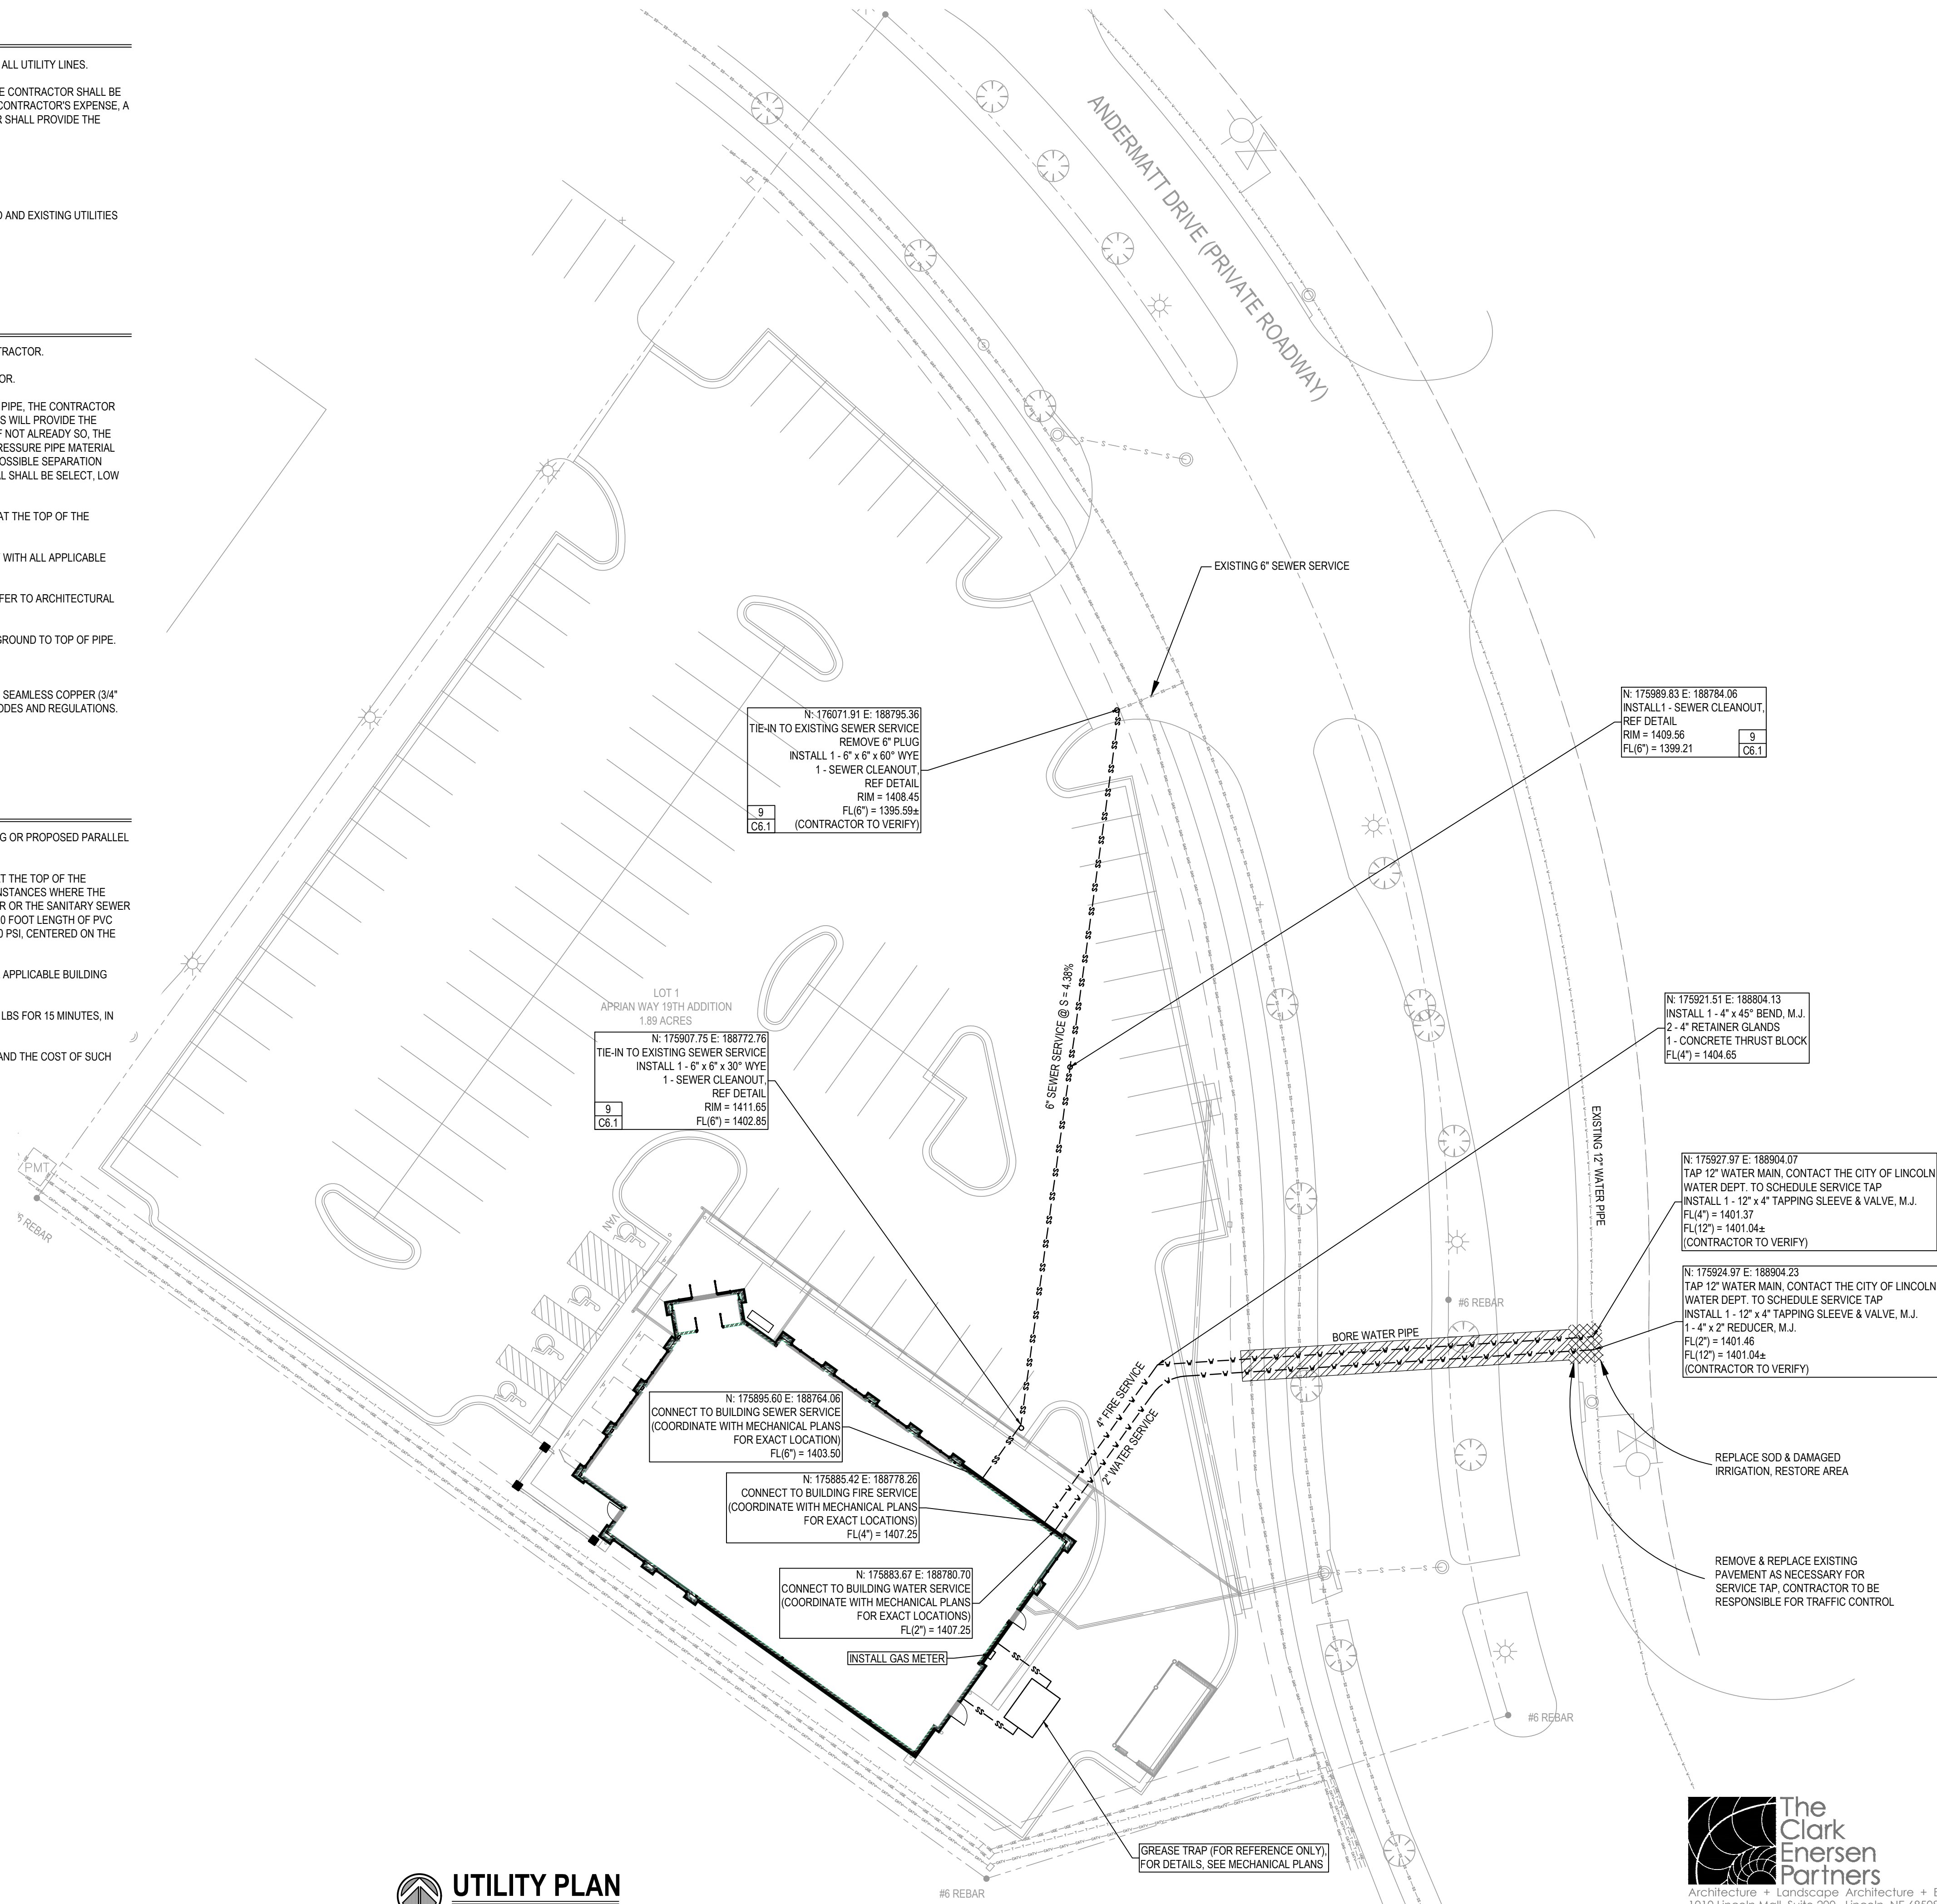 ALL UTILITY LINES.
E CONTRACTOR SHALL BE
CONTRACTOR'S EXPENSE, A
R SHALL PROVIDE THE
D AND EXISTING UTILITIES
TRACTOR.
OR.
PIPE, THE CONTRACTOR
S WILL PROVIDE THE
F NOT ALREADY SO, THE
RESSURE PIPE MATERIAL
OSSIBLE SEPARATION
AL SHALL BE SELECT, LOW
AT THE TOP OF THE
WITH ALL APPLICABLE
FER TO ARCHITECTURAL
GROUND TO TOP OF PIPE.
SEAMLESS COPPER (3/4"
ODES AND REGULATIONS.
G OR PROPOSED PARALLEL
T THE TOP OF THE
NSTANCES WHERE THE
R OR THE SANITARY SEWER
0 FOOT LENGTH OF PVC
0 PSI, CENTERED ON THE
APPLICABLE BUILDING
LBS FOR 15 MINUTES, IN
AND THE COST OF SUCH
ANDERMATT DRIVE (PRIVATE ROADWAY)
EXISTING 6" SEWER SERVICE
N: 176071.91 E: 188795.36
TIE-IN TO EXISTING SEWER SERVICE
REMOVE 6" PLUG
INSTALL 1 - 6" x 6" x 60° WYE
1 - SEWER CLEANOUT,
REF DETAIL
RIM = 1408.45
9 FL(6") = 1395.59±
C6.1 (CONTRACTOR TO VERIFY)
N: 175989.83 E: 188784.06
INSTALL1 - SEWER CLEANOUT,
REF DETAIL
RIM = 1409.56 9
FL(6") = 1399.21 C6.1
LOT 1
APRIAN WAY 19TH ADDITION
1.89 ACRES
N: 175907.75 E: 188772.76
TIE-IN TO EXISTING SEWER SERVICE
INSTALL 1 - 6" x 6" x 30° WYE
1 - SEWER CLEANOUT,
REF DETAIL
9 RIM = 1411.65
C6.1 FL(6") = 1402.85
6" SEWER SERVICE @ S = 4.38%
N: 175921.51 E: 188804.13
INSTALL 1 - 4" x 45° BEND, M.J.
2 - 4" RETAINER GLANDS
1 - CONCRETE THRUST BLOCK
FL(4") = 1404.65
EXISTING 12" WATER PIPE
N: 175927.97 E: 188904.07
TAP 12" WATER MAIN, CONTACT THE CITY OF LINCOLN
WATER DEPT. TO SCHEDULE SERVICE TAP
INSTALL 1 - 12" x 4" TAPPING SLEEVE & VALVE, M.J.
FL(4") = 1401.37
FL(12") = 1401.04±
(CONTRACTOR TO VERIFY)
N: 175924.97 E: 188904.23
TAP 12" WATER MAIN, CONTACT THE CITY OF LINCOLN
WATER DEPT. TO SCHEDULE SERVICE TAP
INSTALL 1 - 12" x 4" TAPPING SLEEVE & VALVE, M.J.
1 - 4" x 2" REDUCER, M.J.
FL(2") = 1401.46
FL(12") = 1401.04±
(CONTRACTOR TO VERIFY)
PMT
#6 REBAR
VAN
#6 REBAR
BORE WATER PIPE
4" FIRE SERVICE
2" WATER SERVICE
N: 175895.60 E: 188764.06
CONNECT TO BUILDING SEWER SERVICE
(COORDINATE WITH MECHANICAL PLANS
FOR EXACT LOCATION)
FL(6") = 1403.50
N: 175885.42 E: 188778.26
CONNECT TO BUILDING FIRE SERVICE
(COORDINATE WITH MECHANICAL PLANS
FOR EXACT LOCATIONS)
FL(4") = 1407.25
N: 175883.67 E: 188780.70
CONNECT TO BUILDING WATER SERVICE
(COORDINATE WITH MECHANICAL PLANS
FOR EXACT LOCATIONS)
FL(2") = 1407.25
INSTALL GAS METER
REPLACE SOD & DAMAGED
IRRIGATION, RESTORE AREA
REMOVE & REPLACE EXISTING
PAVEMENT AS NECESSARY FOR
SERVICE TAP, CONTRACTOR TO BE
RESPONSIBLE FOR TRAFFIC CONTROL
#6 REBAR
GREASE TRAP (FOR REFERENCE ONLY),
FOR DETAILS, SEE MECHANICAL PLANS
#6 REBAR
UTILITY PLAN
The
Clark
Enersen
Partners
Architecture + Landscape Architecture + E